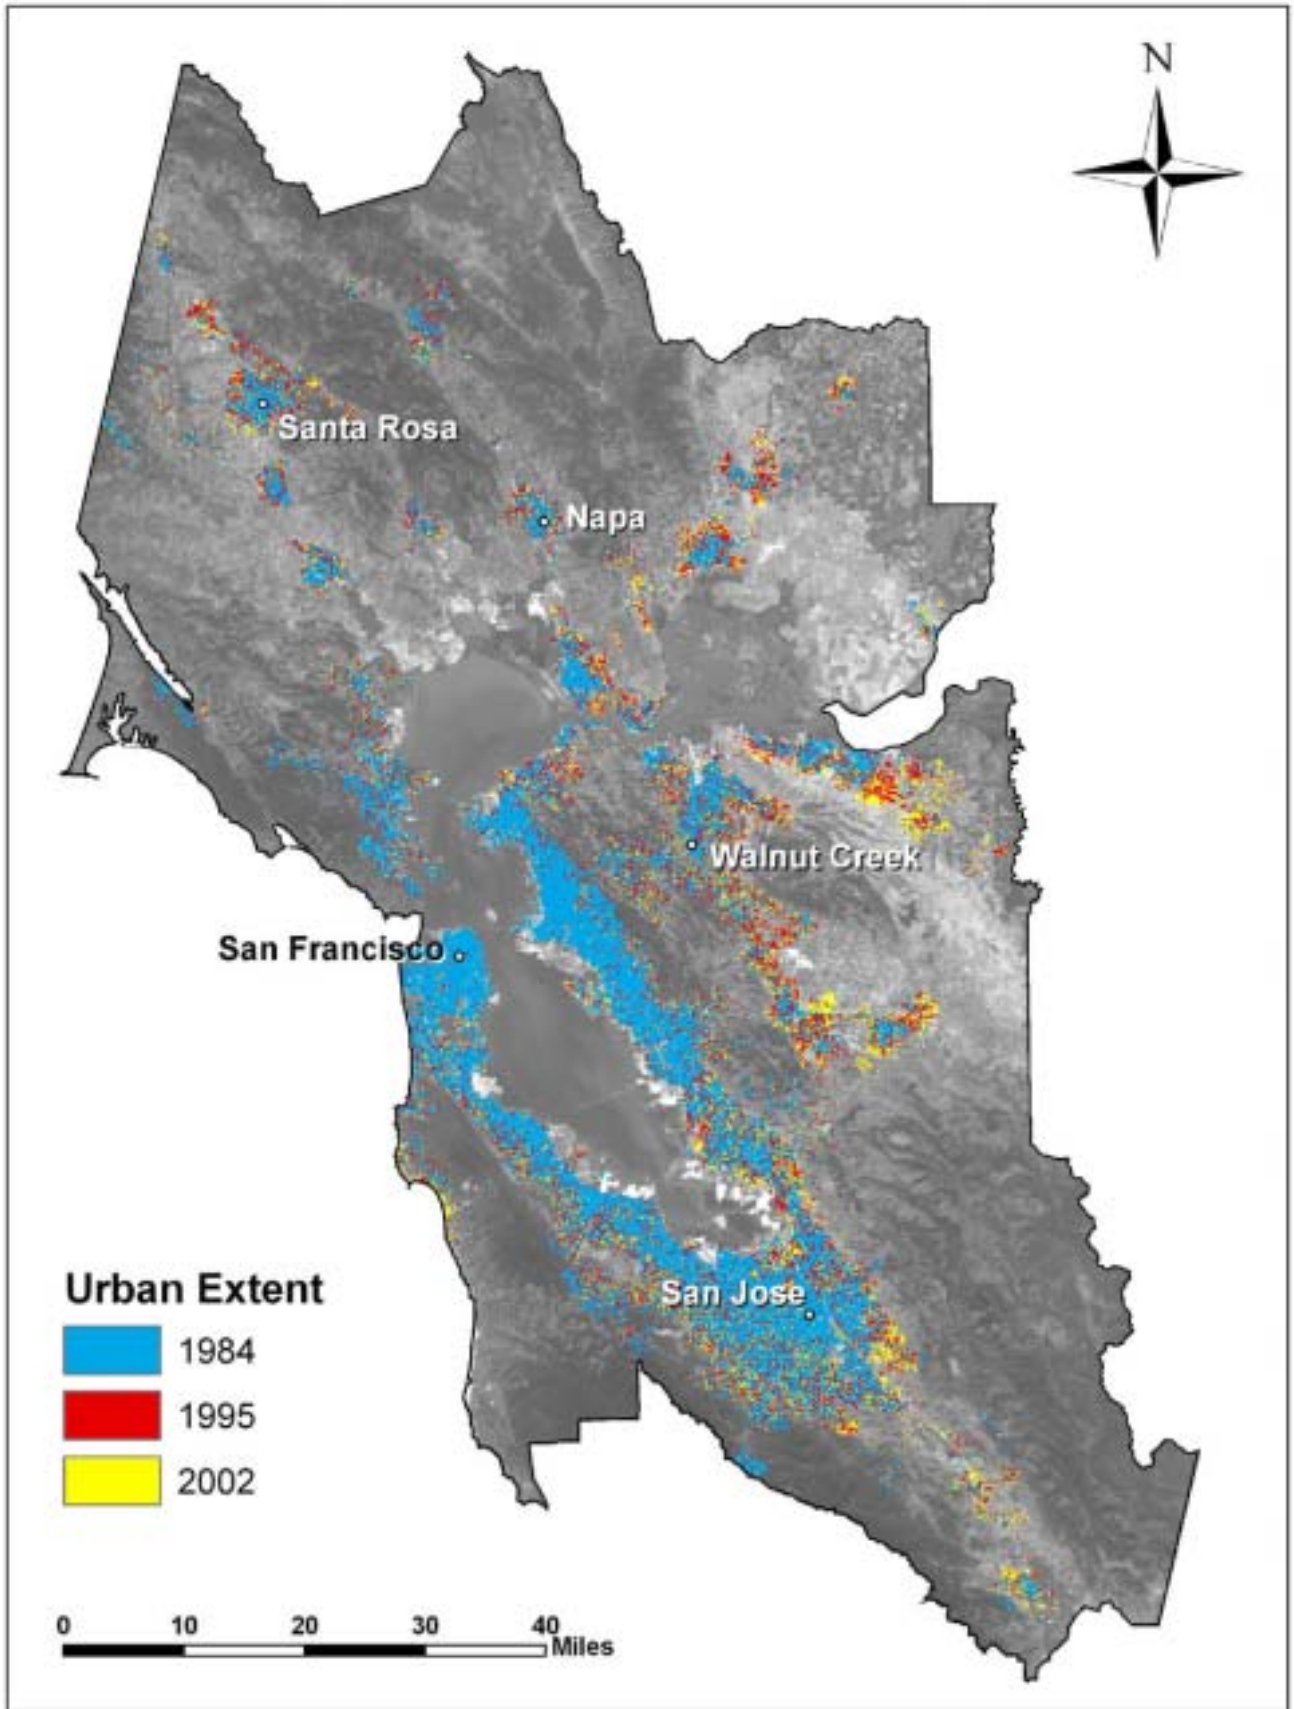 N
Santa Rosa
Napa
Walnut Creek
San Francisco
San Jose
Urban Extent
1984
1995
2002
0 10 20 30 40
Miles